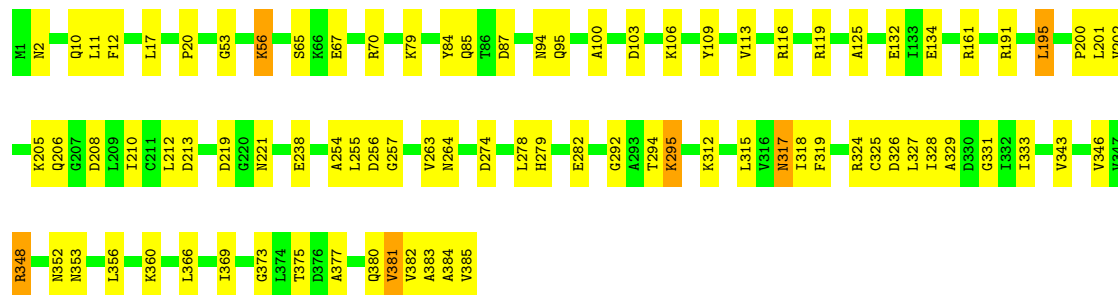 M1 N2 Q10 L11 F12 L17 P20 G53 K56 S65 K66 E67 R70 K79 Y84 Q85 T86 D87 N94 Q95 A100 D103 K106 Y109 V113 R116 R119 A125 E132 I133 E134 R161 R191 L195 P200 L201
K205 Q206 G207 D208 L209 I210 C211 L212 D213 D219 G220 N221 E238 A254 L255 D256 G257 V263 N264 D274 L278 H279 E282 G292 A293 T294 K295 K312 L315 V316 N317 I318 F319 R324 C325 D326 L327 I328 A329 D330 G331 I332 I333 V343 V346 V347
R348 N352 N353 L356 K360 L366 I369 G373 L374 T375 D376 A377 Q380 V381 V382 A383 A384 V385